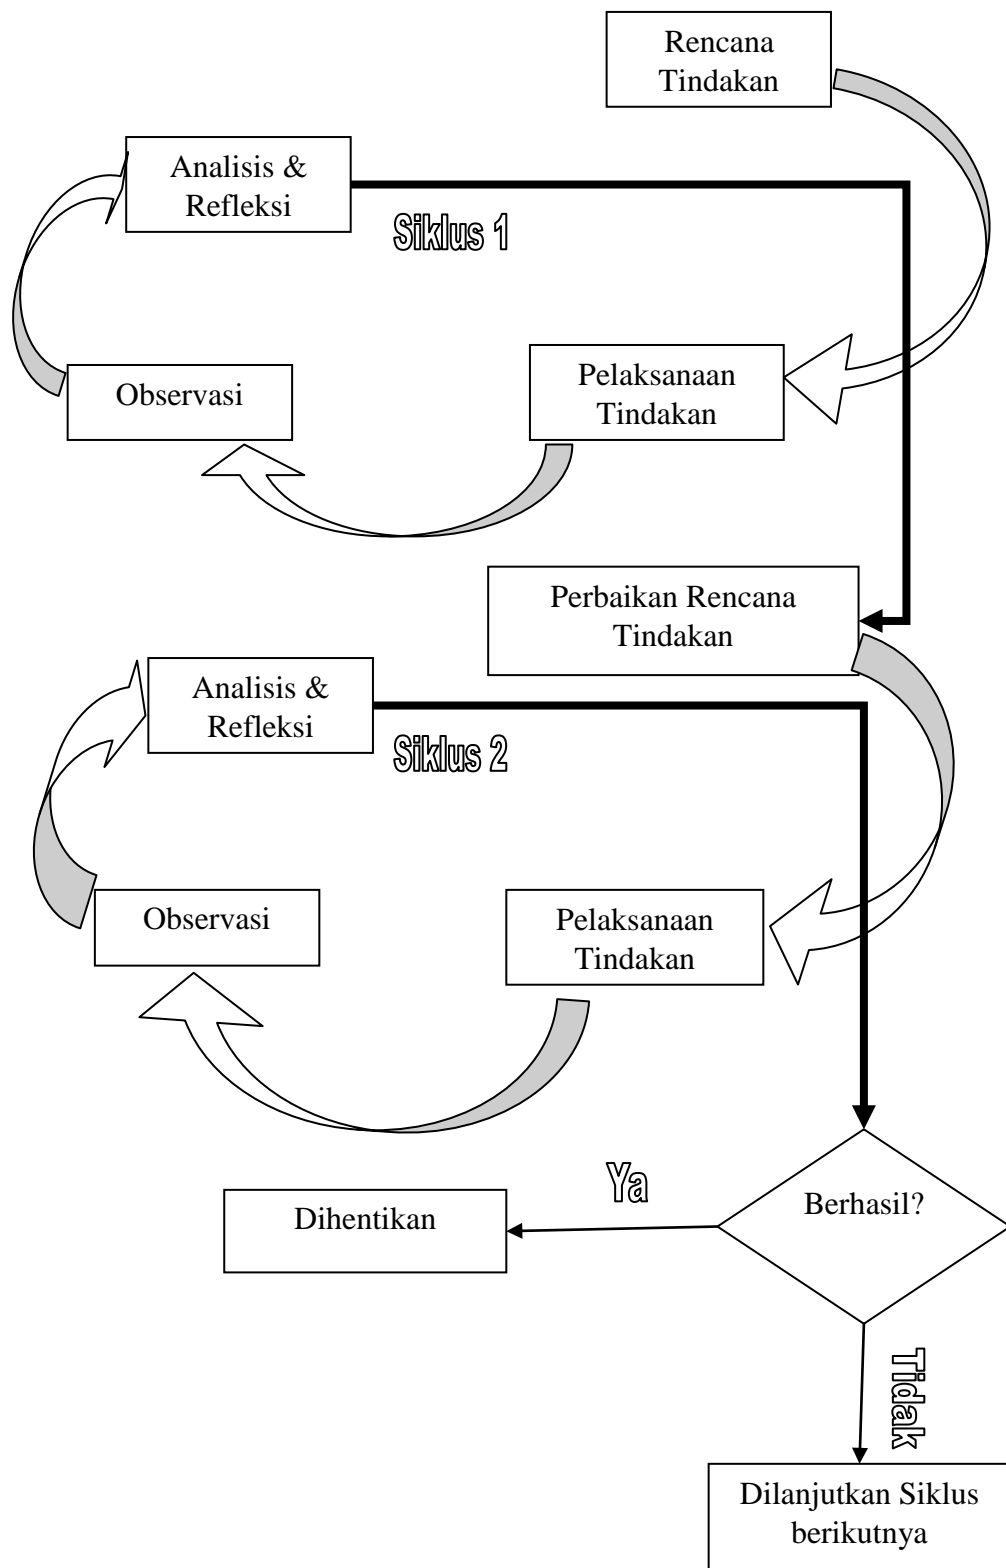 Rencana
Tindakan
Analisis &
Refleksi
Siklus 1
Observasi
Pelaksanaan
Tindakan
Perbaikan Rencana
Tindakan
Analisis &
Refleksi
Siklus 2
Observasi
Pelaksanaan
Tindakan
Ya
Berhasil?
Dihentikan
Tidak
Dilanjutkan Siklus
berikutnya